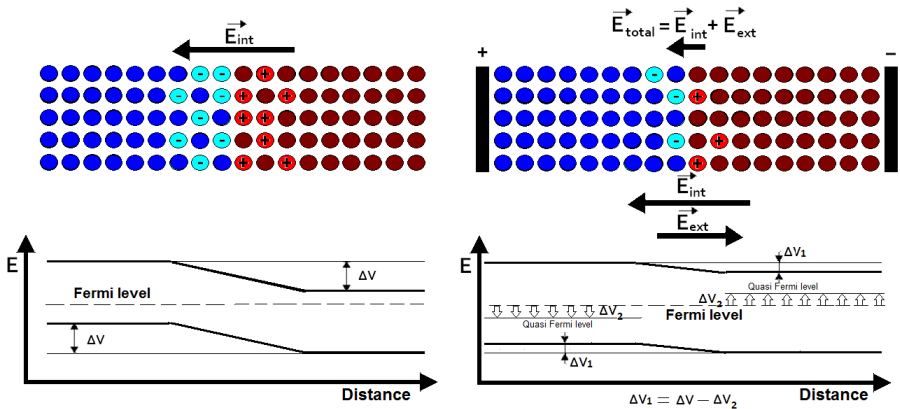 E int
E total = E int + E ext
+
−
- - - +
- + +
- + +
- - +
- + +
-
- +
- +
+
E int
E ext
E
ΔV
Fermi level
ΔV
Distance
E
ΔV1
Quasi Fermi level
ΔV2
ΔV2
Fermi level
Quasi Fermi level
ΔV1
Distance
ΔV1 = ΔV − ΔV2